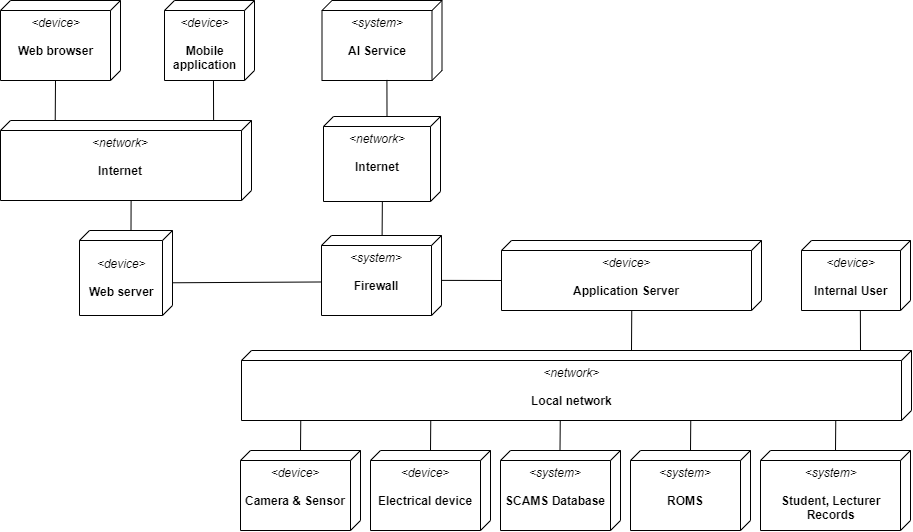 <device>
Web browser
<device>
Mobile
application
<system>
AI Service
<network>
Internet
<network>
Internet
<device>
Web server
<system>
Firewall
<device>
Application Server
<device>
Internal User
<network>
Local network
<device>
Camera & Sensor
<device>
Electrical device
<system>
SCAMS Database
<system>
ROMS
<system>
Student, Lecturer
Records